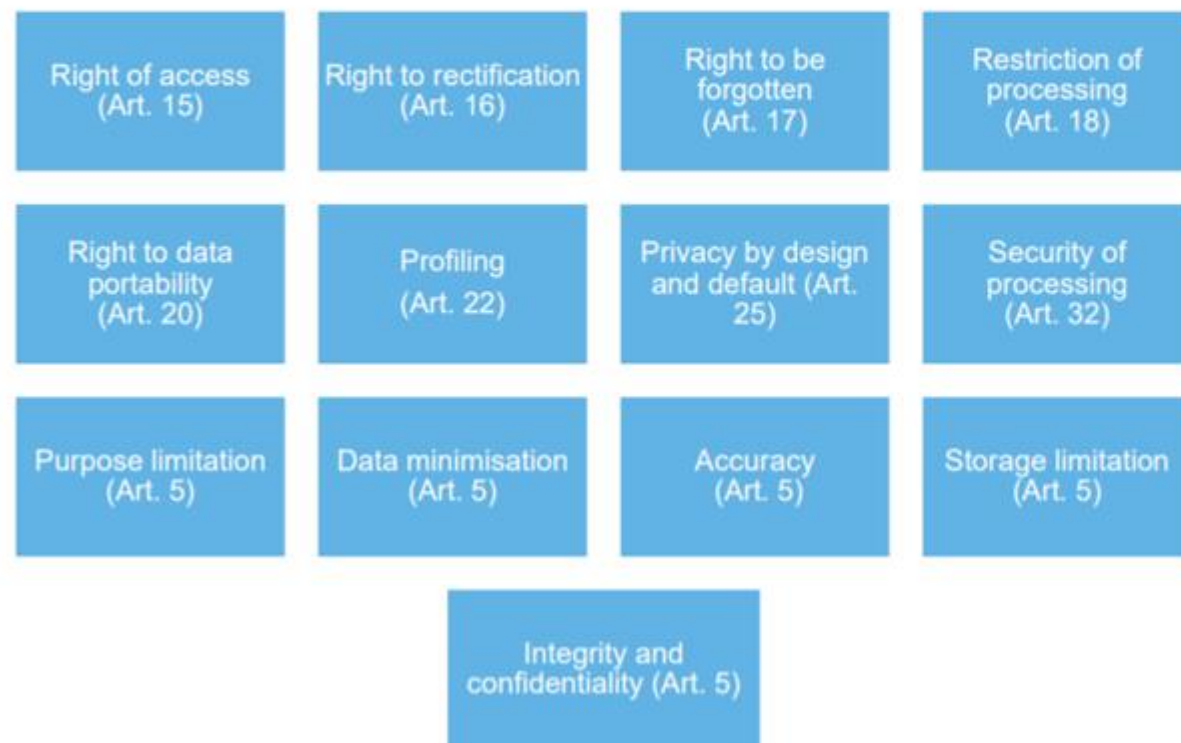 Right of access
(Art. 15)
Right to rectification
(Art. 16)
Right to be
forgotten
(Art. 17)
Restriction of
processing
(Art. 18)
Right to data
portability
(Art. 20)
Profiling
(Art. 22)
Privacy by design
and default (Art.
25)
Security of
processing
(Art. 32)
Purpose limitation
(Art. 5)
Data minimisation
(Art. 5)
Accuracy
(Art. 5)
Storage limitation
(Art. 5)
Integrity and
confidentiality (Art. 5)